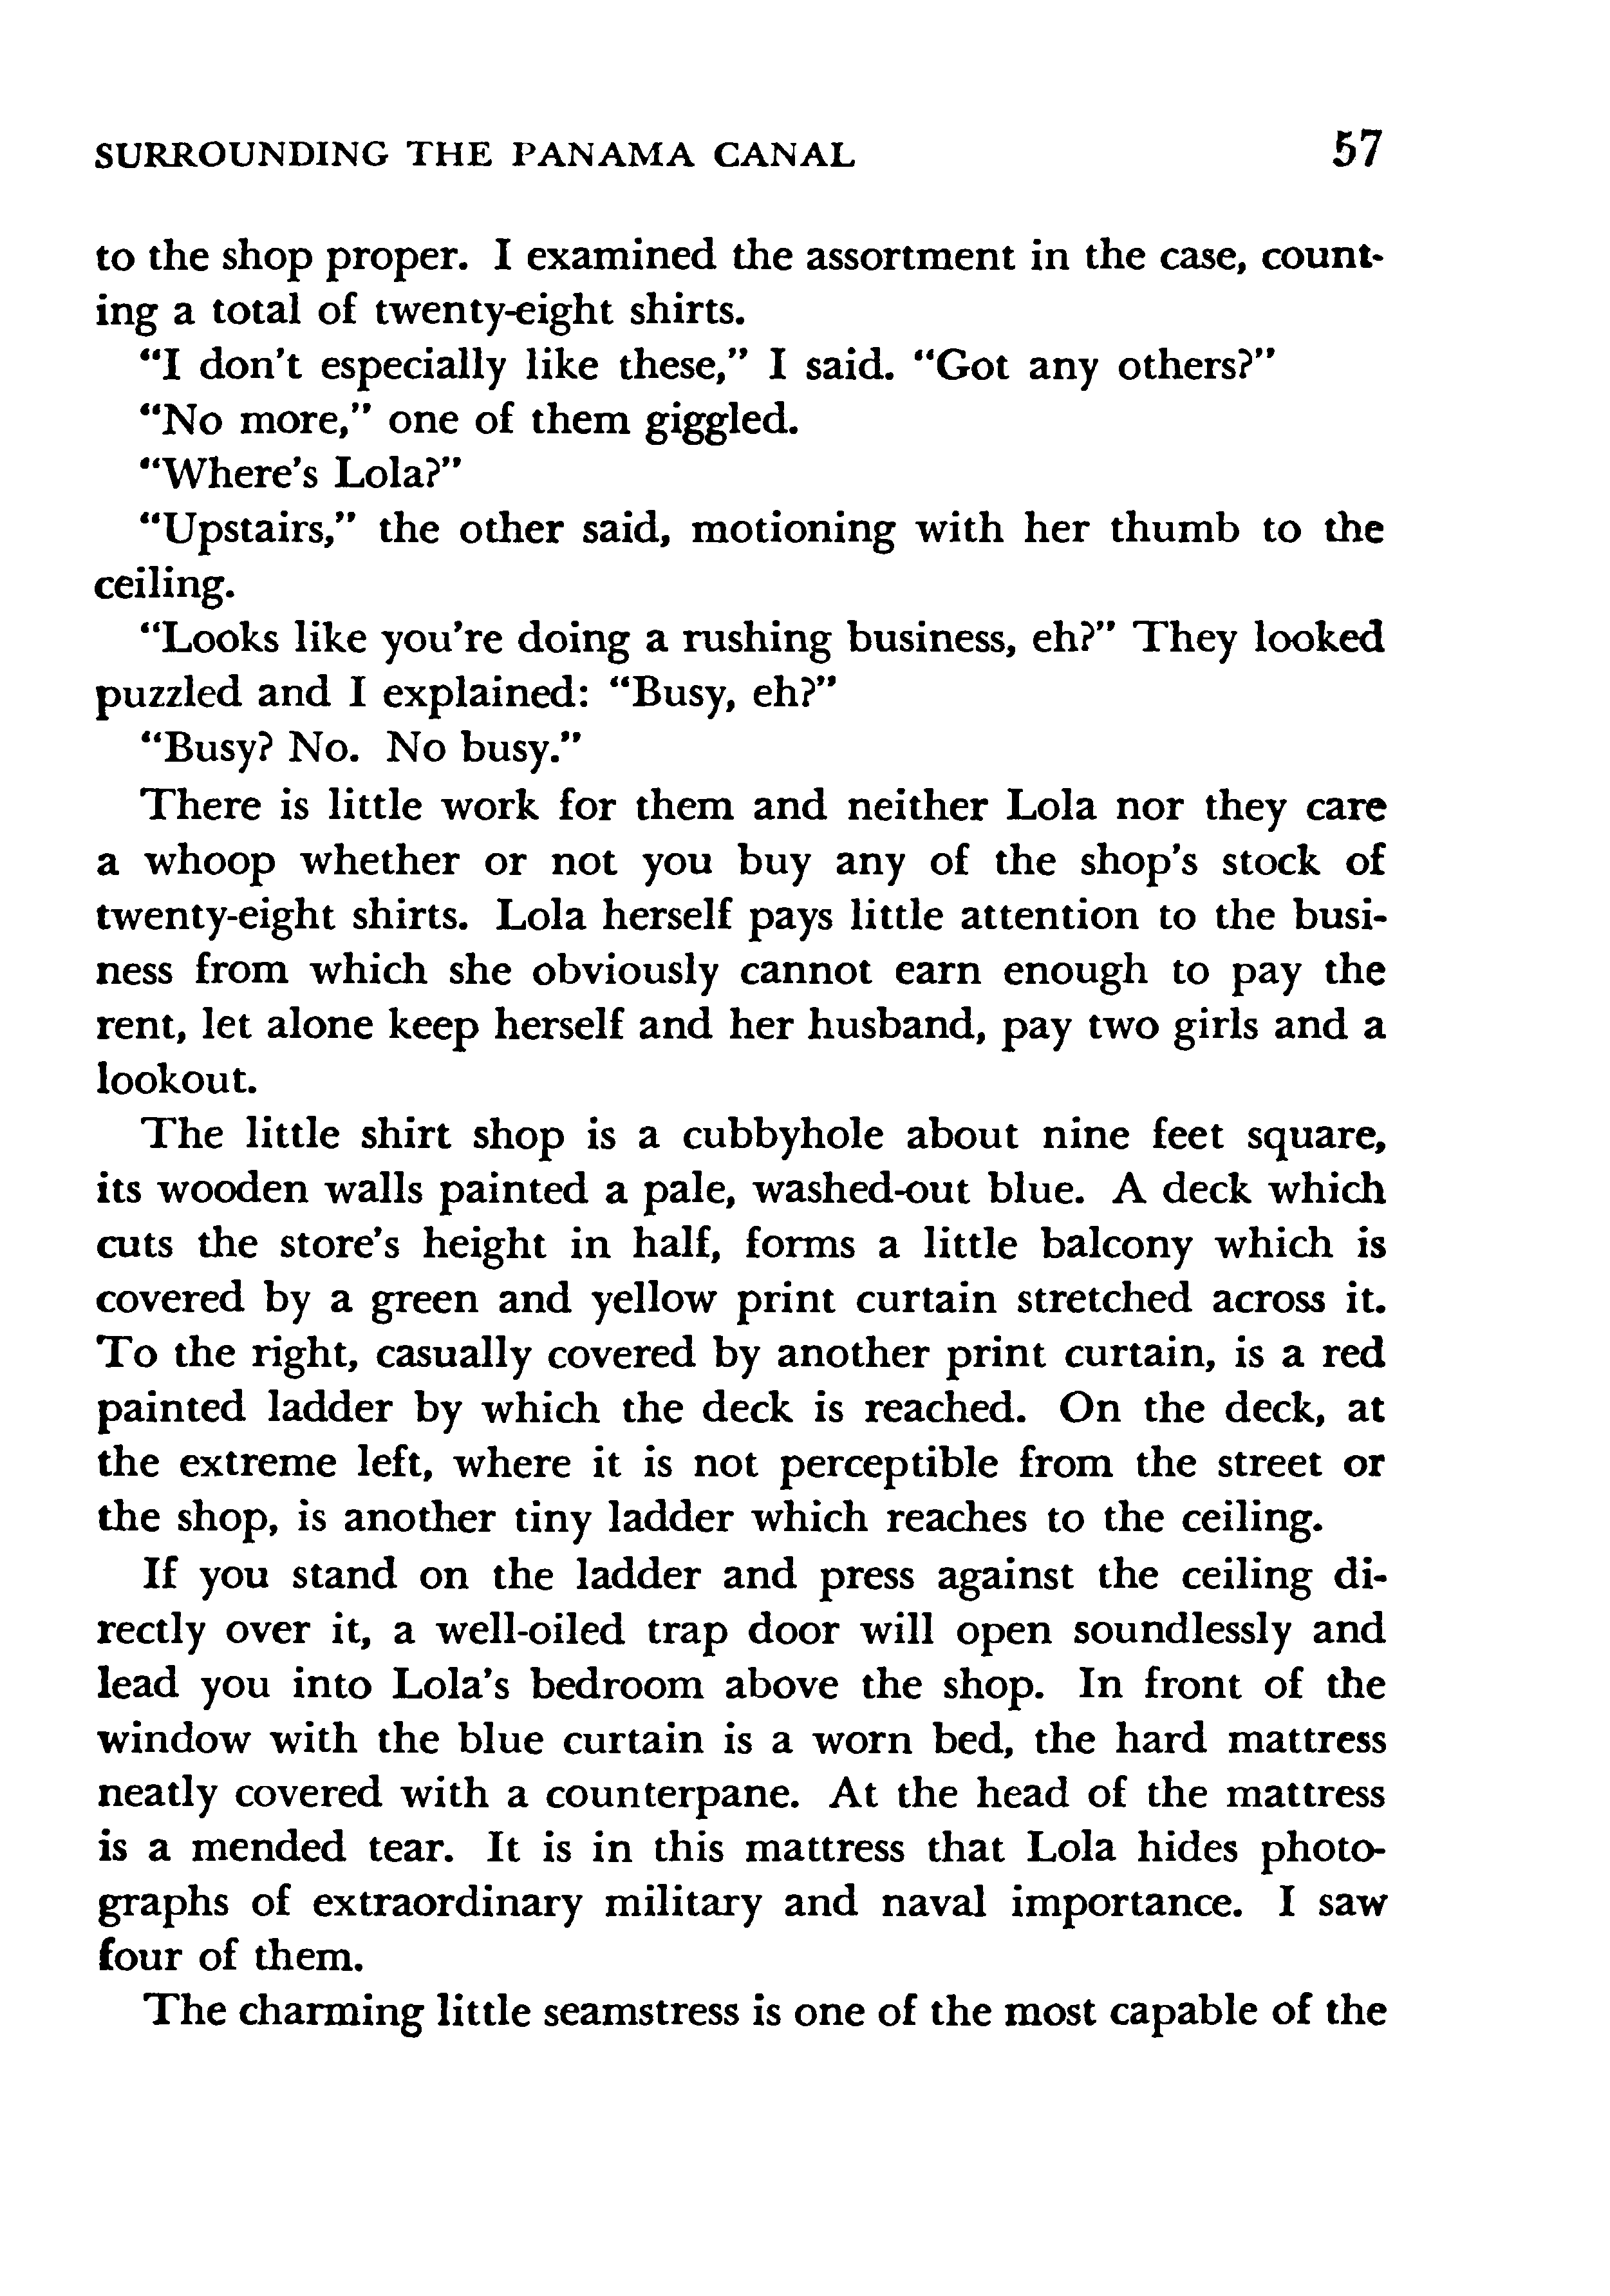 SURROUNDING THE PANAMA CANAL 57
to the shop proper. I examined the assortment in the case, count-
ing a total of twenty-eight shirts.
“I don't especially like these,” I said. “Got any others?”
“No more,” one of them giggled.
“Where's Lola?”
“Upstairs,” the other said, motioning with her thumb to the
ceiling.
“Looks like you're doing a rushing business, eh?” They looked
puzzled and I explained: “Busy, eh?”
“Busy? No. No busy.”
There is little work for them and neither Lola nor they care
a whoop whether or not you buy any of the shop's stock of
twenty-eight shirts. Lola herself pays little attention to the busi-
ness from which she obviously cannot earn enough to pay the
rent, let alone keep herself and her husband, pay two girls and a
lookout.
The little shirt shop is a cubbyhole about nine feet square,
its wooden walls painted a pale, washed-out blue. A deck which
cuts the store's height in half, forms a little balcony which is
covered by a green and yellow print curtain stretched across it.
To the right, casually covered by another print curtain, is a red
painted ladder by which the deck is reached. On the deck, at
the extreme left, where it is not perceptible from the street or
the shop, is another tiny ladder which reaches to the ceiling.
If you stand on the ladder and press against the ceiling di-
rectly over it, a well-oiled trap door will open soundlessly and
lead you into Lola's bedroom above the shop. In front of the
window with the blue curtain is a worn bed, the hard mattress
neatly covered with a counterpane. At the head of the mattress
is a mended tear. It is in this mattress that Lola hides photo-
graphs of extraordinary military and naval importance. I saw
four of them.
The charming little seamstress is one of the most capable of the